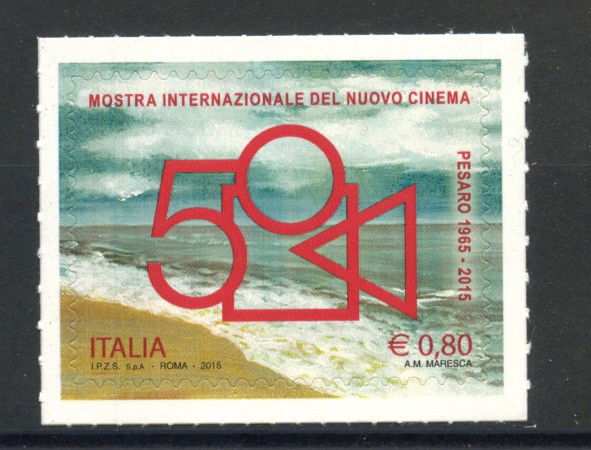 MOSTRA INTERNAZIONALE DEL NUOVO CINEMA
PESARO 1965 - 2015
50
ITALIA
€ 0,80
I.P.Z.S. S.p.A - ROMA - 2015
A.M. MARESCA